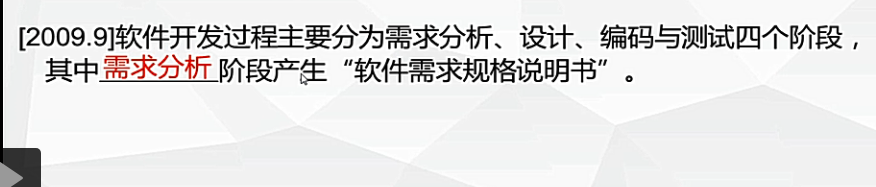 [2009.9]软件开发过程主要分为需求分析、设计、编码与测试四个阶段，
其中需求分析阶段产生“软件需求规格说明书”。